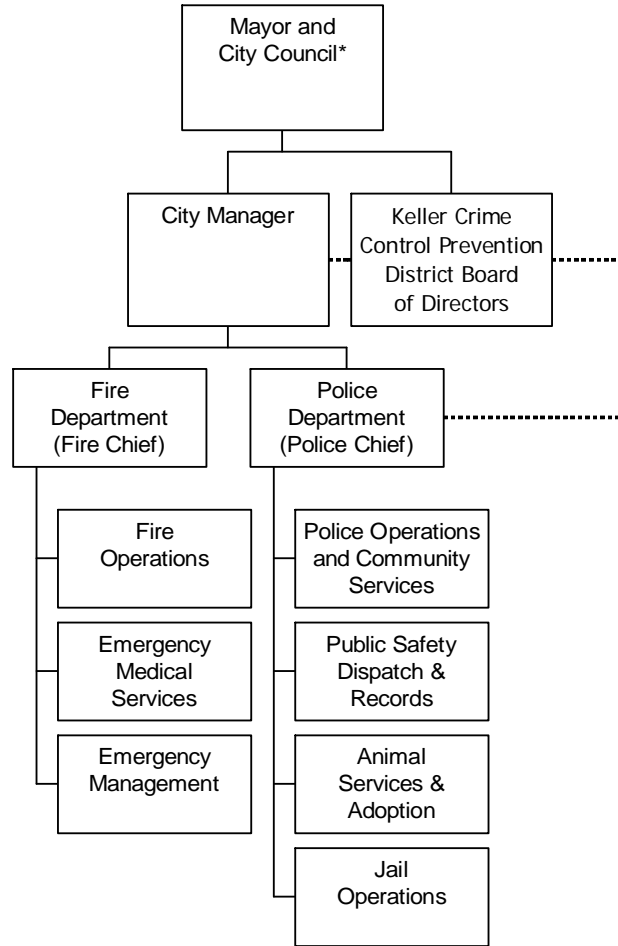 Mayor and
City Council*
City Manager
Keller Crime
Control Prevention
District Board
of Directors
Fire
Department
(Fire Chief)
Police
Department
(Police Chief)
Fire
Operations
Emergency
Medical
Services
Emergency
Management
Police Operations
and Community
Services
Public Safety
Dispatch &
Records
Animal
Services &
Adoption
Jail
Operations